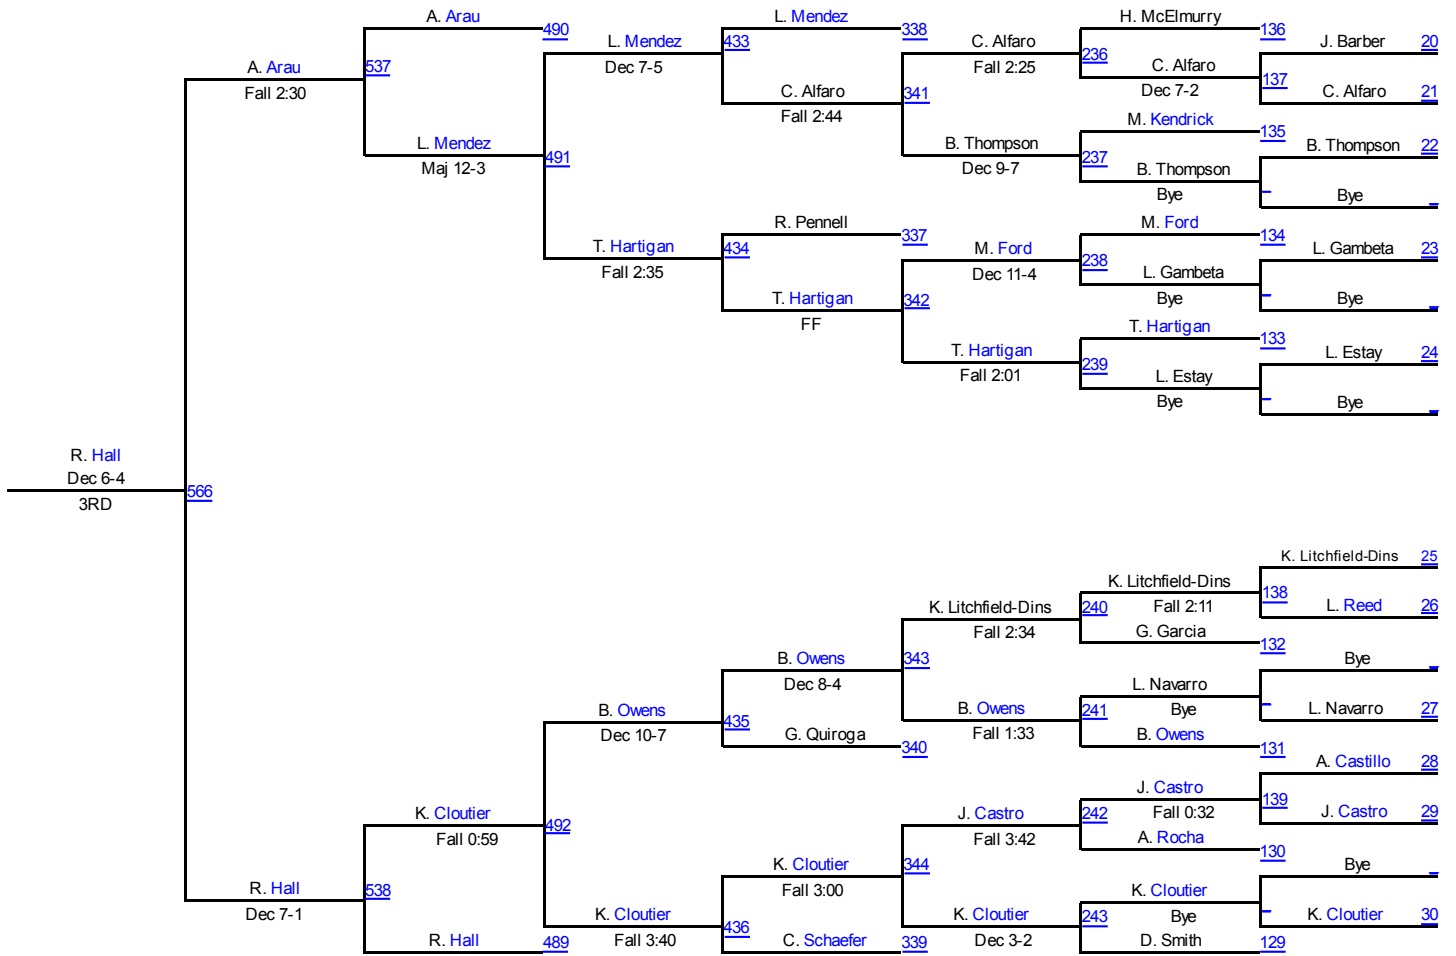 A. Arau
490
L. Mendez
338
H. McElmurry
136
J. Barber
20
L. Mendez
433
C. Alfaro
236
A. Arau
537
Dec 7-5
Fall 2:25
C. Alfaro
137
Fall 2:30
C. Alfaro
341
Dec 7-2
C. Alfaro
21
Fall 2:44
M. Kendrick
135
L. Mendez
491
B. Thompson
237
B. Thompson
22
Maj 12-3
Dec 9-7
B. Thompson
Bye
Bye
R. Pennell
337
M. Ford
134
T. Hartigan
434
M. Ford
238
L. Gambeta
23
Fall 2:35
Dec 11-4
L. Gambeta
T. Hartigan
342
Bye
Bye
FF
T. Hartigan
133
T. Hartigan
239
L. Estay
24
Fall 2:01
L. Estay
Bye
Bye
R. Hall
Dec 6-4
566
3RD
K. Litchfield-Dins
25
K. Litchfield-Dins
138
K. Litchfield-Dins
240
Fall 2:11
L. Reed
26
Fall 2:34
G. Garcia
132
B. Owens
343
Bye
Dec 8-4
L. Navarro
B. Owens
435
B. Owens
241
Bye
L. Navarro
27
Dec 10-7
G. Quiroga
340
Fall 1:33
B. Owens
131
A. Castillo
28
J. Castro
139
K. Cloutier
492
J. Castro
242
Fall 0:32
J. Castro
29
Fall 0:59
Fall 3:42
A. Rocha
130
K. Cloutier
344
Bye
R. Hall
538
Fall 3:00
K. Cloutier
Dec 7-1
K. Cloutier
436
K. Cloutier
243
Bye
K. Cloutier
30
R. Hall
489
Fall 3:40
C. Schaefer
339
Dec 3-2
D. Smith
129